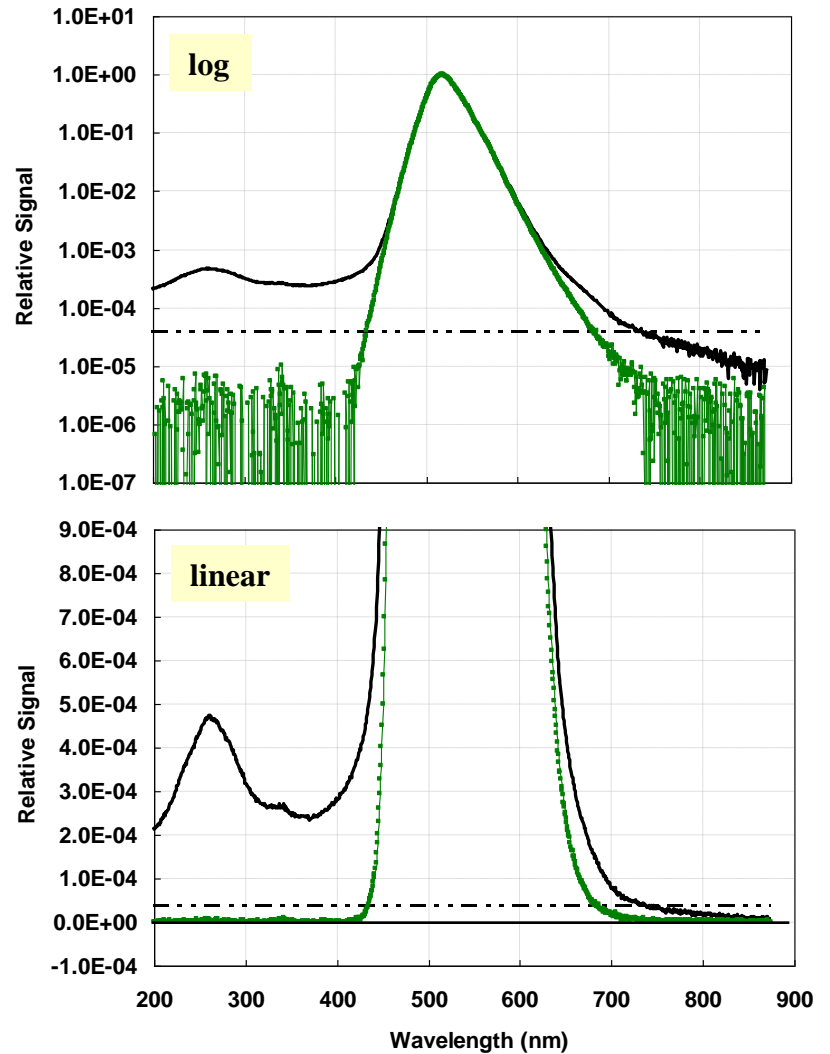 1.0E+01
log
1.0E+00
1.0E-01
1.0E-02
1.0E-03
1.0E-04
1.0E-05
1.0E-06
1.0E-07
Relative Signal
9.0E-04
linear
8.0E-04
7.0E-04
6.0E-04
5.0E-04
4.0E-04
3.0E-04
2.0E-04
1.0E-04
0.0E+00
-1.0E-04
Relative Signal
200 300 400 500 600 700 800 900
Wavelength (nm)